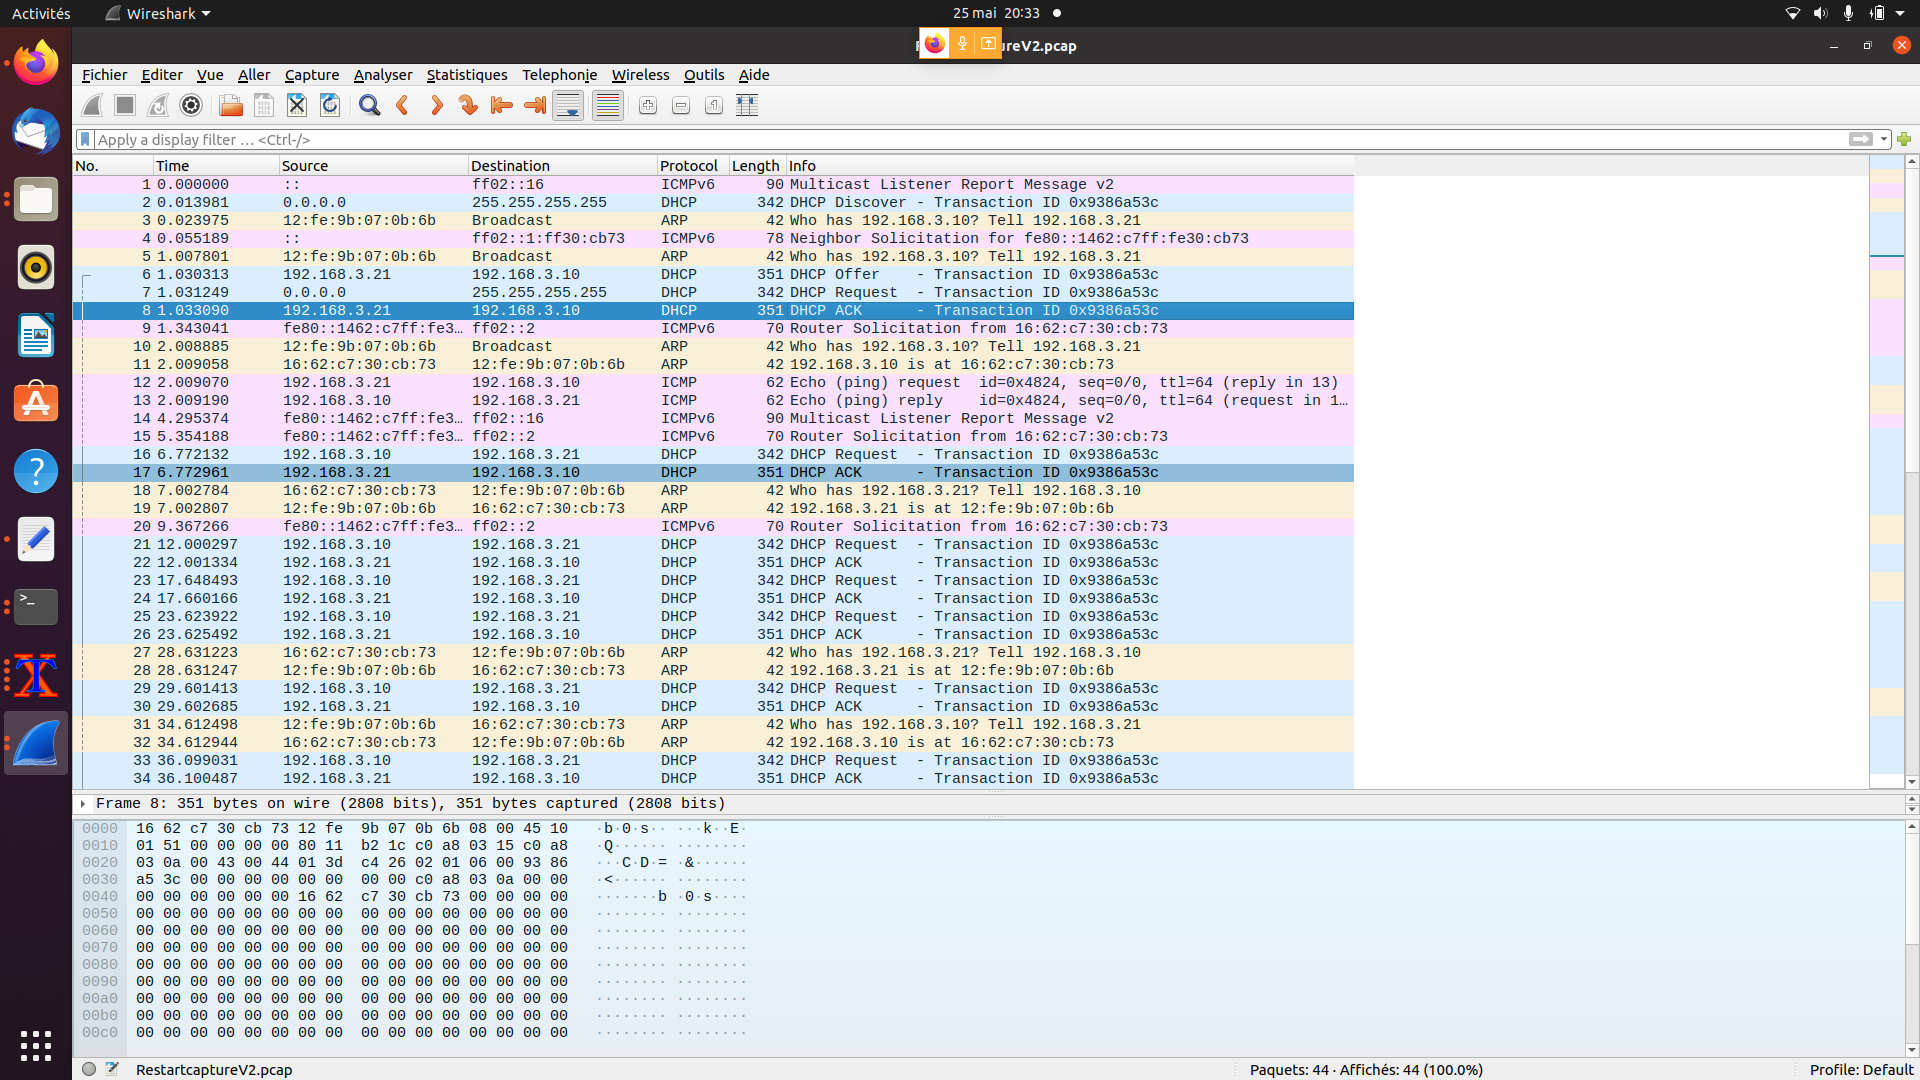 Activités Wireshark 25 mai 20:33
ureV2.pcap
Fichier Editer Vue Aller Capture Analyser Statistiques Telephonie Wireless Outils Aide
Apply a display filter … <Ctrl-/>
No. Time Source Destination Protocol Length Info
1 0.000000 :: ff02::16 ICMPv6 90 Multicast Listener Report Message v2
2 0.013981 0.0.0.0 255.255.255.255 DHCP 342 DHCP Discover - Transaction ID 0x9386a53c
3 0.023975 12:fe:9b:07:0b:6b Broadcast ARP 42 Who has 192.168.3.10? Tell 192.168.3.21
4 0.055189 :: ff02::1:ff30:cb73 ICMPv6 78 Neighbor Solicitation for fe80::1462:c7ff:fe30:cb73
5 1.007801 12:fe:9b:07:0b:6b Broadcast ARP 42 Who has 192.168.3.10? Tell 192.168.3.21
6 1.030313 192.168.3.21 192.168.3.10 DHCP 351 DHCP Offer - Transaction ID 0x9386a53c
7 1.031249 0.0.0.0 255.255.255.255 DHCP 342 DHCP Request - Transaction ID 0x9386a53c
8 1.033090 192.168.3.21 192.168.3.10 DHCP 351 DHCP ACK - Transaction ID 0x9386a53c
9 1.343041 fe80::1462:c7ff:fe3… ff02::2 ICMPv6 70 Router Solicitation from 16:62:c7:30:cb:73
10 2.008885 12:fe:9b:07:0b:6b Broadcast ARP 42 Who has 192.168.3.10? Tell 192.168.3.21
11 2.009058 16:62:c7:30:cb:73 12:fe:9b:07:0b:6b ARP 42 192.168.3.10 is at 16:62:c7:30:cb:73
12 2.009070 192.168.3.21 192.168.3.10 ICMP 62 Echo (ping) request id=0x4824, seq=0/0, ttl=64 (reply in 13)
13 2.009190 192.168.3.10 192.168.3.21 ICMP 62 Echo (ping) reply id=0x4824, seq=0/0, ttl=64 (request in 1…
14 4.295374 fe80::1462:c7ff:fe3… ff02::16 ICMPv6 90 Multicast Listener Report Message v2
15 5.354188 fe80::1462:c7ff:fe3… ff02::2 ICMPv6 70 Router Solicitation from 16:62:c7:30:cb:73
16 6.772132 192.168.3.10 192.168.3.21 DHCP 342 DHCP Request - Transaction ID 0x9386a53c
17 6.772961 192.168.3.21 192.168.3.10 DHCP 351 DHCP ACK - Transaction ID 0x9386a53c
18 7.002784 16:62:c7:30:cb:73 12:fe:9b:07:0b:6b ARP 42 Who has 192.168.3.21? Tell 192.168.3.10
19 7.002807 12:fe:9b:07:0b:6b 16:62:c7:30:cb:73 ARP 42 192.168.3.21 is at 12:fe:9b:07:0b:6b
20 9.367266 fe80::1462:c7ff:fe3… ff02::2 ICMPv6 70 Router Solicitation from 16:62:c7:30:cb:73
21 12.000297 192.168.3.10 192.168.3.21 DHCP 342 DHCP Request - Transaction ID 0x9386a53c
22 12.001334 192.168.3.21 192.168.3.10 DHCP 351 DHCP ACK - Transaction ID 0x9386a53c
23 17.648493 192.168.3.10 192.168.3.21 DHCP 342 DHCP Request - Transaction ID 0x9386a53c
24 17.660166 192.168.3.21 192.168.3.10 DHCP 351 DHCP ACK - Transaction ID 0x9386a53c
25 23.623922 192.168.3.10 192.168.3.21 DHCP 342 DHCP Request - Transaction ID 0x9386a53c
26 23.625492 192.168.3.21 192.168.3.10 DHCP 351 DHCP ACK - Transaction ID 0x9386a53c
27 28.631223 16:62:c7:30:cb:73 12:fe:9b:07:0b:6b ARP 42 Who has 192.168.3.21? Tell 192.168.3.10
28 28.631247 12:fe:9b:07:0b:6b 16:62:c7:30:cb:73 ARP 42 192.168.3.21 is at 12:fe:9b:07:0b:6b
29 29.601413 192.168.3.10 192.168.3.21 DHCP 342 DHCP Request - Transaction ID 0x9386a53c
30 29.602685 192.168.3.21 192.168.3.10 DHCP 351 DHCP ACK - Transaction ID 0x9386a53c
31 34.612498 12:fe:9b:07:0b:6b 16:62:c7:30:cb:73 ARP 42 Who has 192.168.3.10? Tell 192.168.3.21
32 34.612944 16:62:c7:30:cb:73 12:fe:9b:07:0b:6b ARP 42 192.168.3.10 is at 16:62:c7:30:cb:73
33 36.099031 192.168.3.10 192.168.3.21 DHCP 342 DHCP Request - Transaction ID 0x9386a53c
34 36.100487 192.168.3.21 192.168.3.10 DHCP 351 DHCP ACK - Transaction ID 0x9386a53c
Frame 8: 351 bytes on wire (2808 bits), 351 bytes captured (2808 bits)
0000 16 62 c7 30 cb 73 12 fe 9b 07 0b 6b 08 00 45 10 ·b·0·s·· ···k··E·
0010 01 51 00 00 00 00 80 11 b2 1c c0 a8 03 15 c0 a8 ·Q······ ········
0020 03 0a 00 43 00 44 01 3d c4 26 02 01 06 00 93 86 ···C·D·= ·&······
0030 a5 3c 00 00 00 00 00 00 00 00 c0 a8 03 0a 00 00 ·<······ ········
0040 00 00 00 00 00 00 16 62 c7 30 cb 73 00 00 00 00 ·······b ·0·s····
0050 00 00 00 00 00 00 00 00 00 00 00 00 00 00 00 00 ········ ········
0060 00 00 00 00 00 00 00 00 00 00 00 00 00 00 00 00 ········ ········
0070 00 00 00 00 00 00 00 00 00 00 00 00 00 00 00 00 ········ ········
0080 00 00 00 00 00 00 00 00 00 00 00 00 00 00 00 00 ········ ········
0090 00 00 00 00 00 00 00 00 00 00 00 00 00 00 00 00 ········ ········
00a0 00 00 00 00 00 00 00 00 00 00 00 00 00 00 00 00 ········ ········
00b0 00 00 00 00 00 00 00 00 00 00 00 00 00 00 00 00 ········ ········
00c0 00 00 00 00 00 00 00 00 00 00 00 00 00 00 00 00 ········ ········
RestartcaptureV2.pcap Paquets: 44 · Affichés: 44 (100.0%) Profile: Default